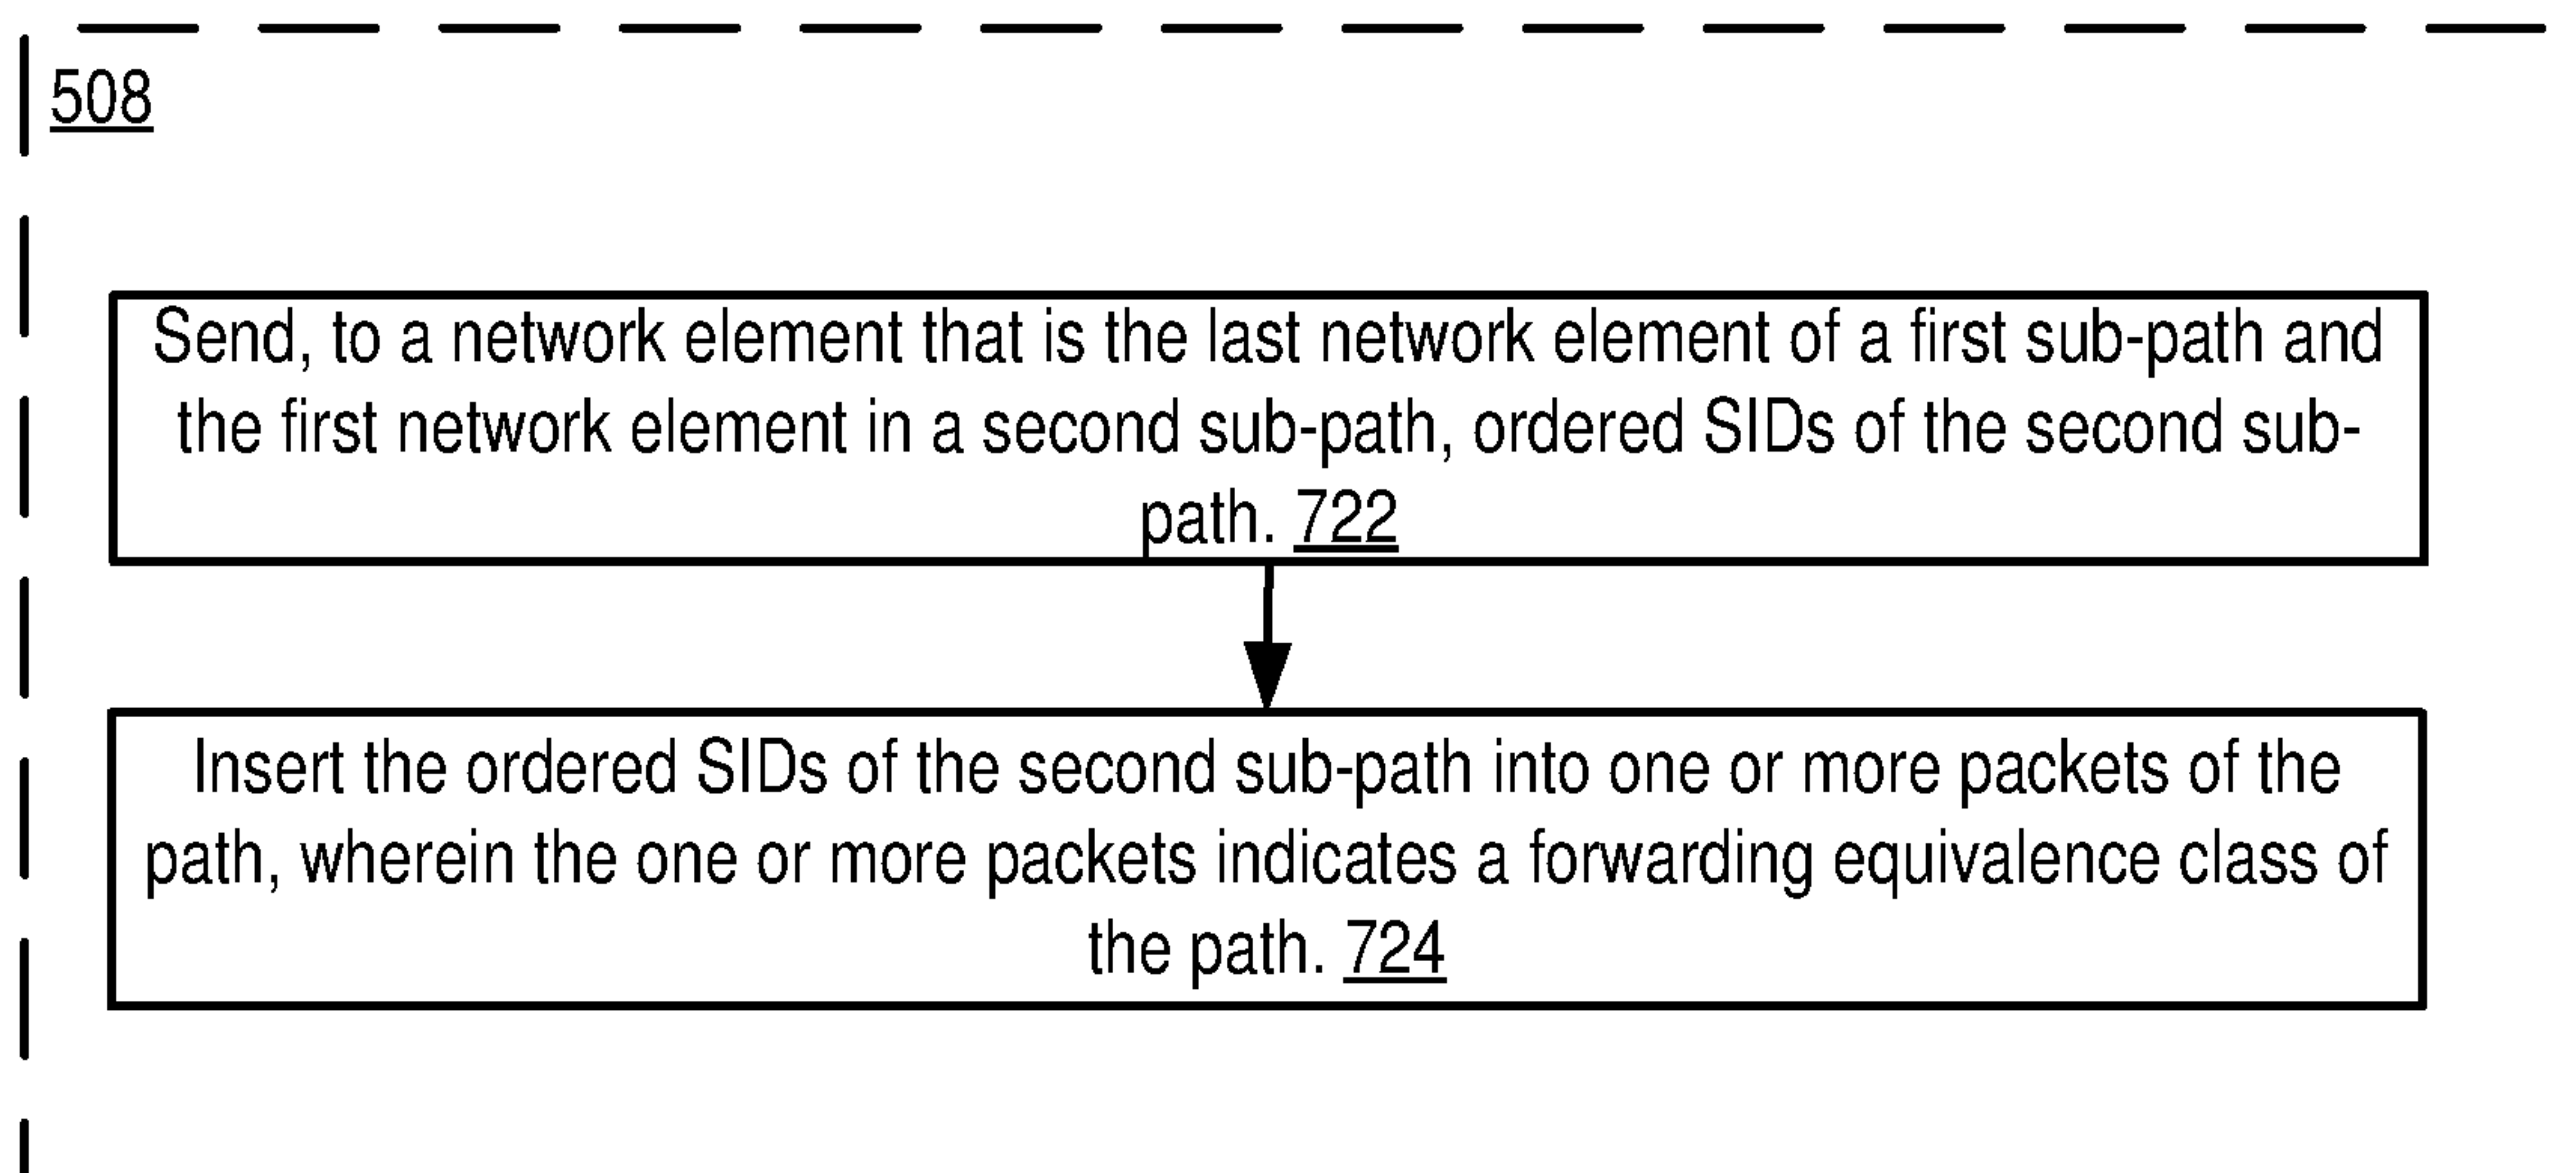 508
Send, to a network element that is the last network element of a first sub-path and
the first network element in a second sub-path, ordered SIDs of the second sub-
path. 722
Insert the ordered SIDs of the second sub-path into one or more packets of the
path, wherein the one or more packets indicates a forwarding equivalence class of
the path. 724